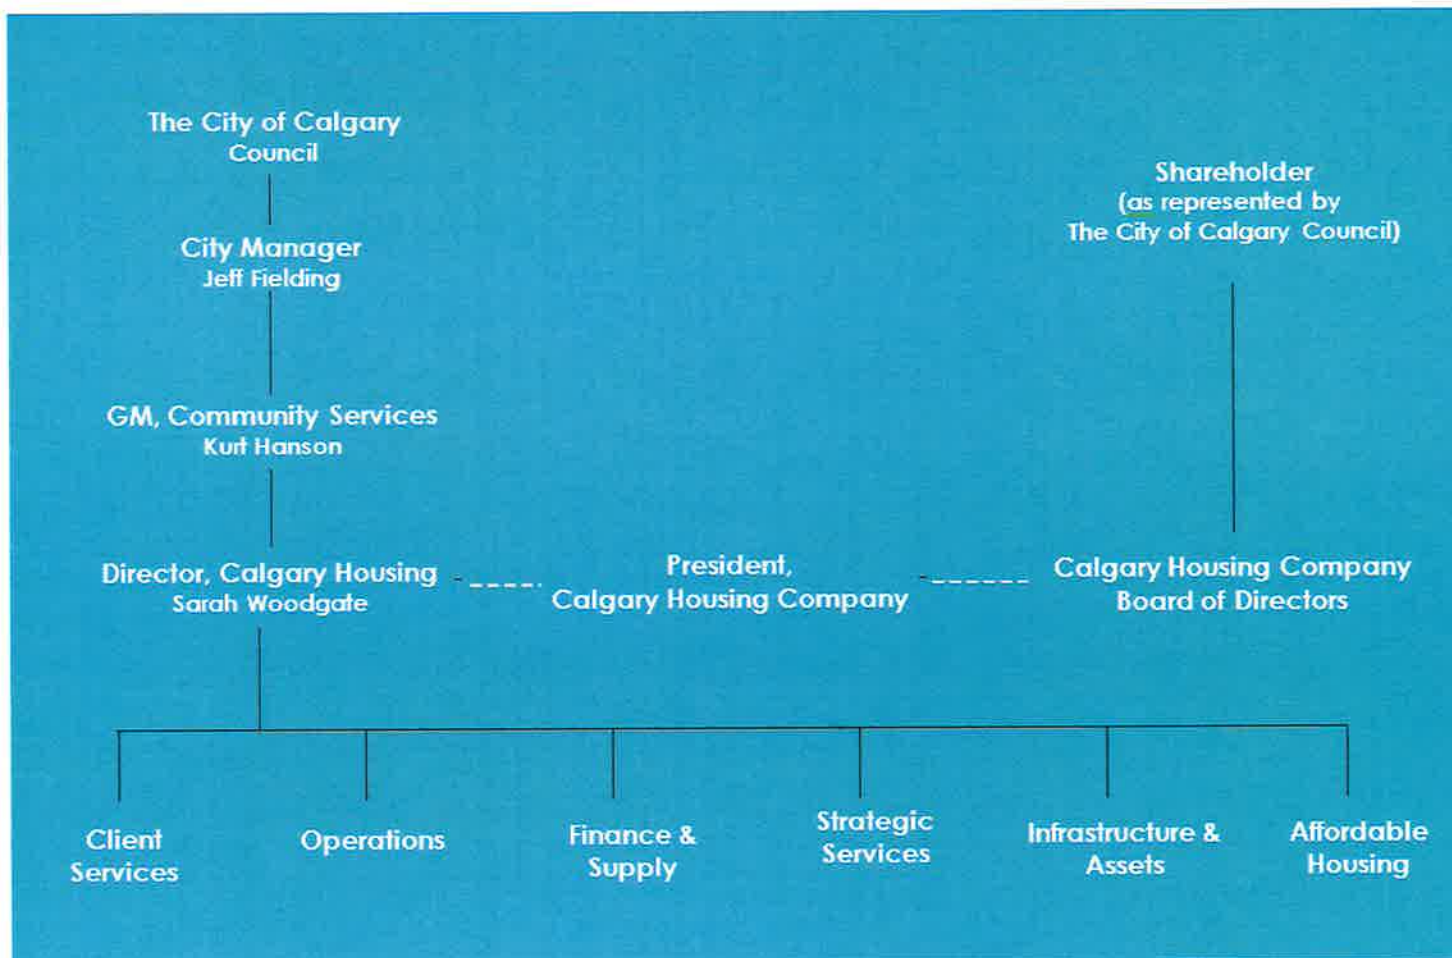 The City of Calgary
Council
City Manager
Jeff Fielding
GM, Community Services
Kurt Hanson
Director, Calgary Housing
Sarah Woodgate
President,
Calgary Housing Company
Shareholder
(as represented by
The City of Calgary Council)
Calgary Housing Company
Board of Directors
Client
Services
Operations
Finance &
Supply
Strategic
Services
Infrastructure &
Assets
Affordable
Housing